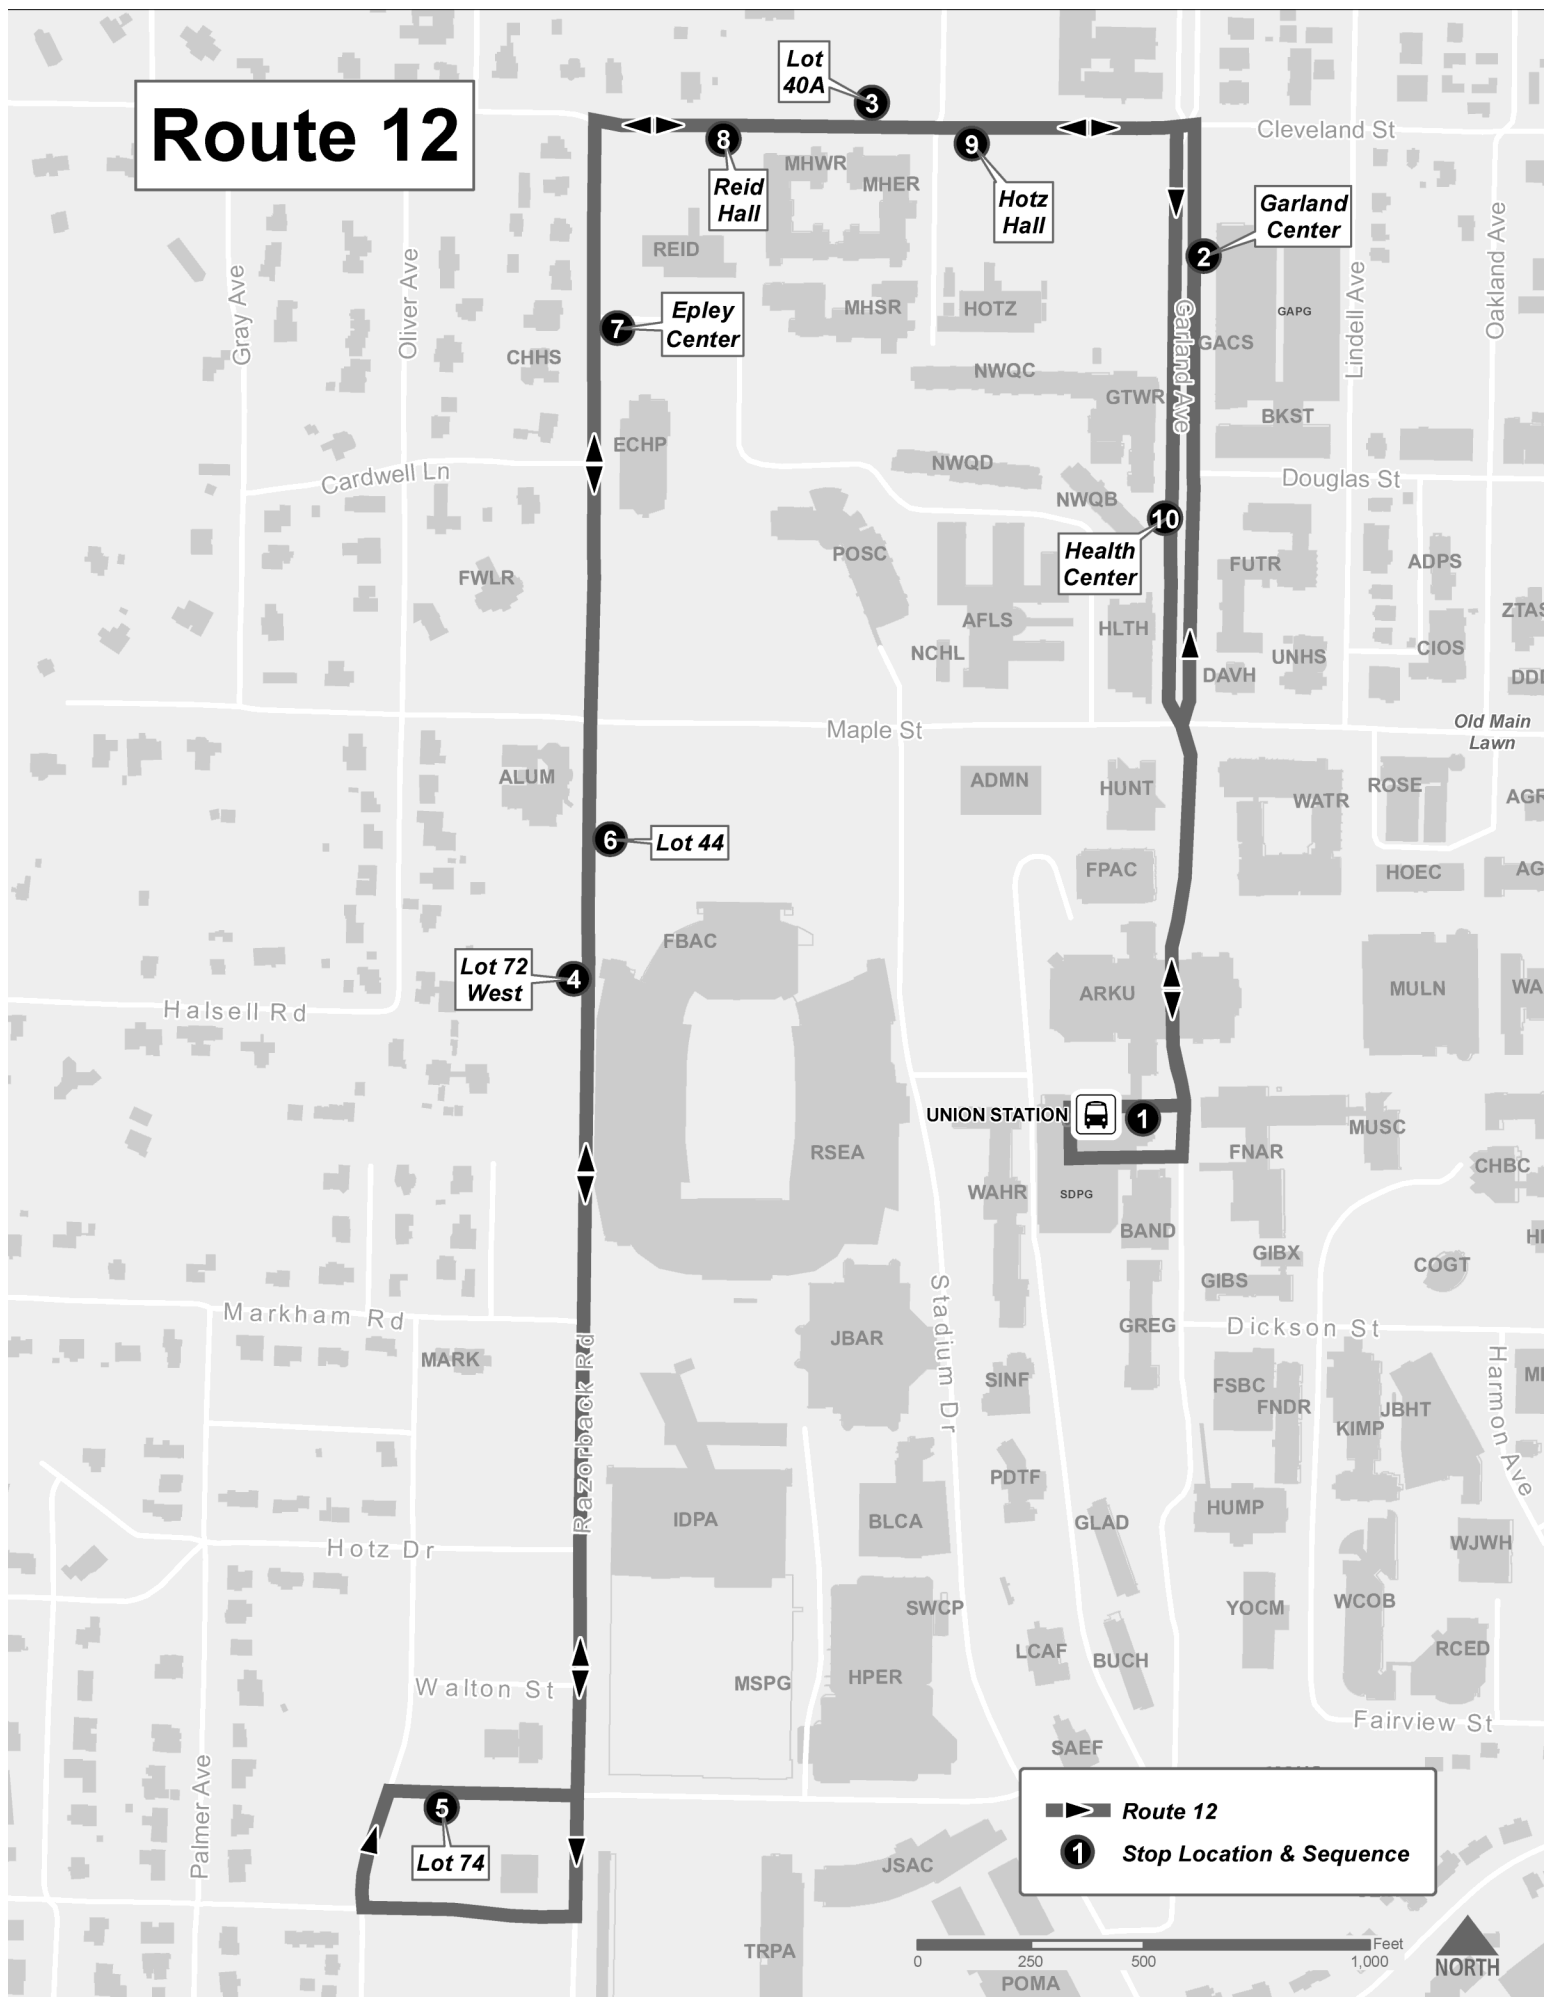 Route 12
Lot
40A
3
8
9
Cleveland St
Reid
Hall
MHWR
MHER
Hotz
Hall
Garland
Center
2
REID
Gray Ave
Oliver Ave
Lindell Ave
Oakland Ave
7
Epley
Center
MHSR
HOTZ
Garland Ave
GAPG
GACS
CHHS
NWQC
GTWR
BKST
ECHP
NWQD
Cardwell Ln
Douglas St
NWQB
10
Health
Center
POSC
FWLR
FUTR
ADPS
AFLS
HLTH
ZTAS
NCHL
UNHS
CIOS
DAVH
Maple St
Old Main
Lawn
ALUM
ADMN
HUNT
WATR
ROSE
AGR
6
Lot 44
FPAC
HOEC
AG
FBAC
Lot 72
West
4
ARKU
MULN
WA
Halsell Rd
UNION STATION
1
RSEA
MUSC
FNAR
CHBC
WAHR
SDPG
BAND
GIBX
GIBS
COGT
Stadium Dr
Markham Rd
GREG
Dickson St
JBAR
MARK
SINF
FSBC
FNDR
KIMP
JBHT
Harmon Ave
Razorback Rd
PDTF
HUMP
IDPA
BLCA
GLAD
Hotz Dr
WJWH
SWCP
YOCM
WCOB
LCAF
BUCH
RCED
MSPG
HPER
Walton St
Fairview St
SAEF
Palmer Ave
5
Lot 74
JSAC
Route 12
1
Stop Location & Sequence
TRPA
Feet
0
250
500
1,000
POMA
NORTH